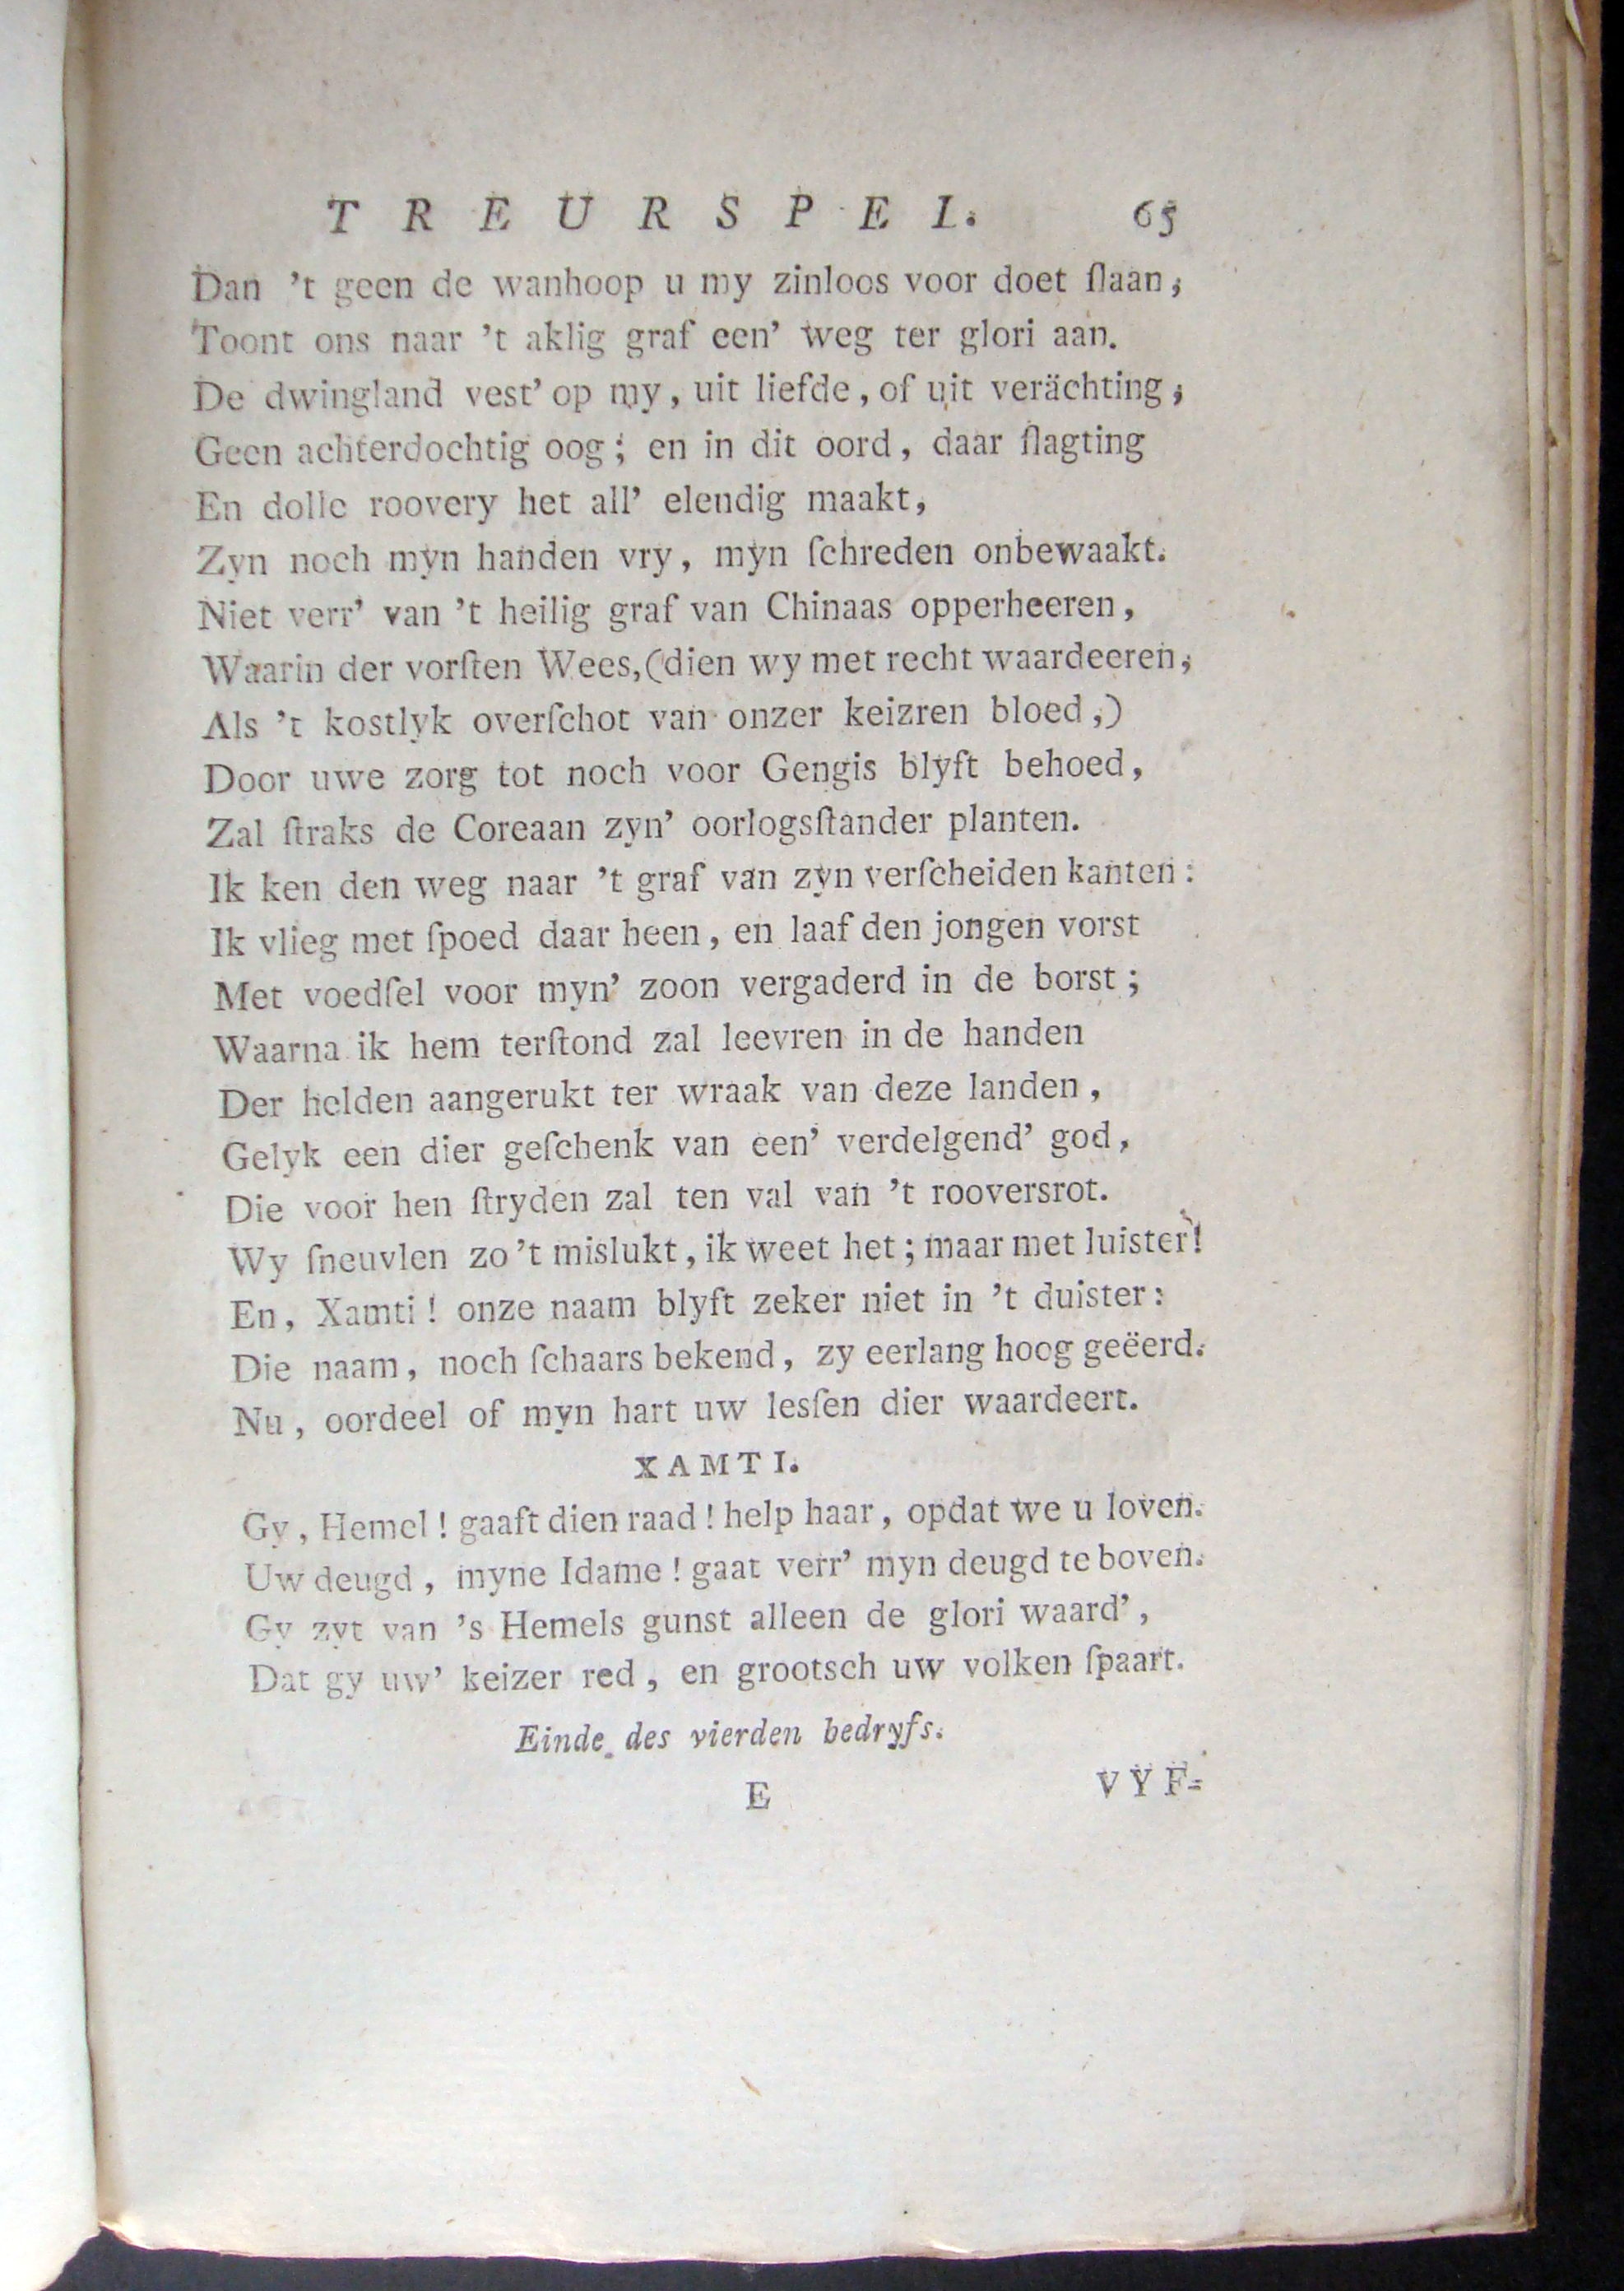 TREURSPEL. 65
Dan 't geen de wanhoop u my zinloos voor doet ſlaan,
Toont ons naar 't aklig graf een' weg ter glori aan.
De dwingland vest' op my, uit liefde, of uit verächting,
Geen achterdochtig oog; en in dit oord, daar ſlagting
En dolle roovery het all' elendig maakt,
Zyn noch myn handen vry, myn ſchreden onbewaakt.
Niet verr' van 't heilig graf van Chinaas opperheeren,
Waarin der vorſten Wees, (dien wy met recht waardeeren,
Als 't kostlyk overſchot van onzer keizren bloed,)
Door uwe zorg tot noch voor Gengis blyft behoed,
Zal ſtraks de Coreaan zyn' oorlogsſtander planten.
Ik ken den weg naar 't graf van zyn verſcheiden kanten:
Ik vlieg met ſpoed daar heen, en laaf den jongen vorst
Met voedſel voor myn' zoon vergaderd in de borst;
Waarna ik hem terſtond zal leevren in de handen
Der helden aangerukt ter wraak van deze landen,
Gelyk een dier geſchenk van een' verdelgend' god,
Die voor hen ſtryden zal ten val van 't rooversrot.
Wy ſneuvlen zo 't mislukt, ik weet het; maar met luister!
En, Xamti! onze naam blyft zeker niet in 't duister:
Die naam, noch ſchaars bekend, zy eerlang hoog geëerd.
Nu, oordeel of myn hart uw lesſen dier waardeert.
XAMTI.
Gy, Hemel! gaaft dien raad! help haar, opdat we u loven.
Uw deugd, myne Idame! gaat verr' myn deugd te boven.
Gy zyt van 's Hemels gunst alleen de glori waard',
Dat gy uw' keizer red, en grootsch uw volken ſpaart.
Einde des vierden bedryfs.
E VYF-